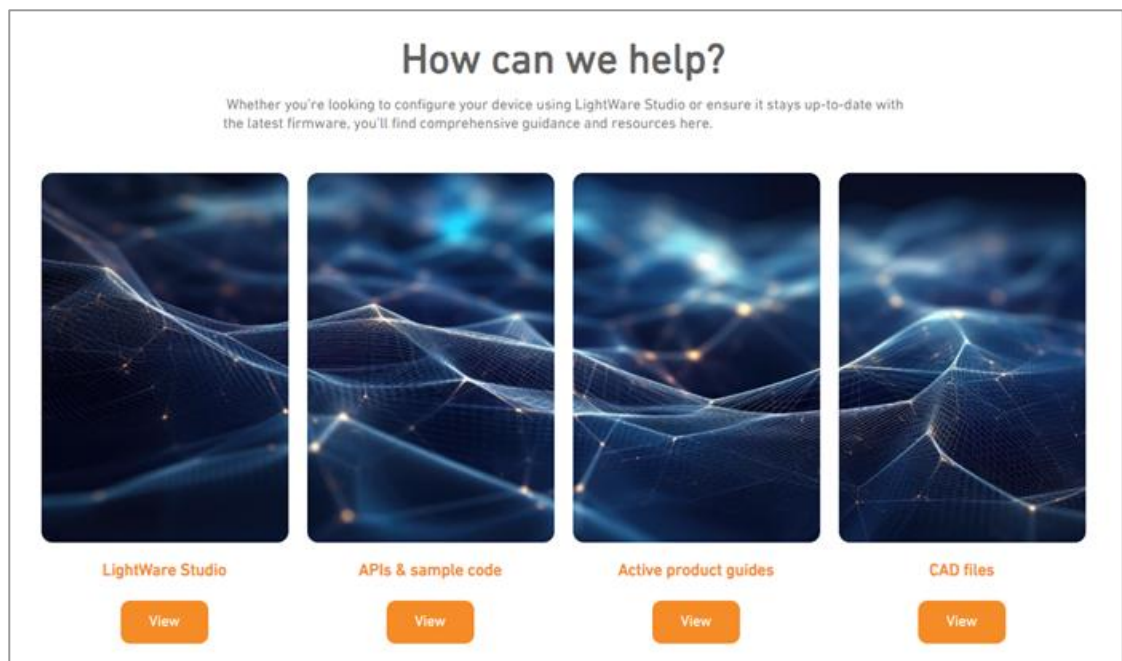 How can we help?
Whether you're looking to configure your device using LightWare Studio or ensure it stays up-to-date with
the latest firmware, you'll find comprehensive guidance and resources here.
LightWare Studio
APIs & sample code
Active product guides
CAD files
View
View
View
View